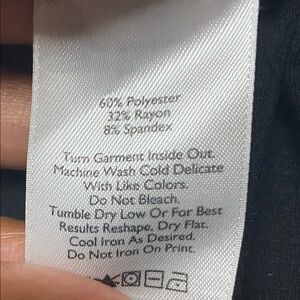 60% Polyester
32% Rayon
8% Spandex
Turn Garment Inside Out.
Machine Wash Cold Delicate
With Like Colors.
Do Not Bleach.
Tumble Dry Low Or For Best
Results Reshape, Dry Flat.
Cool Iron As Desired.
Do Not Iron On Print.